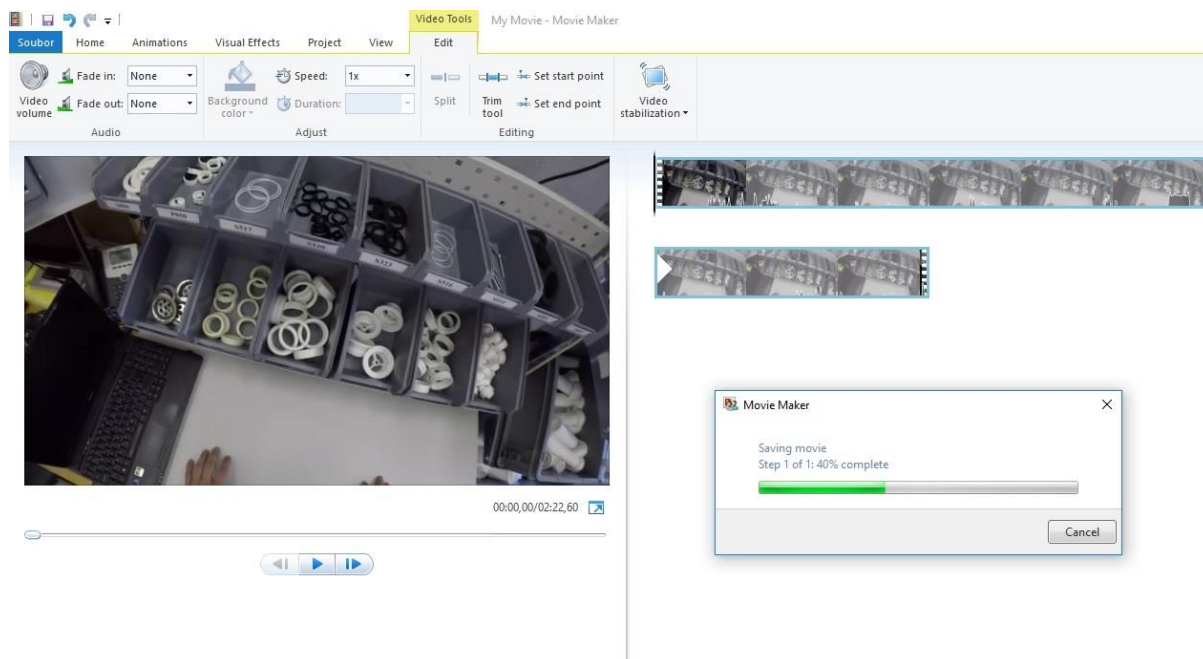 Video Tools
My Movie - Movie Maker
Soubor Home Animations Visual Effects Project View Edit
Fade in: None
Speed: 1x
Set start point
Video volume
Fade out: None
Background color
Duration:
Split
Trim tool
Set end point
Video stabilization
Audio
Adjust
Editing
S517
S520
S523
Movie Maker
Saving movie
Step 1 of 1: 40% complete
00:00,00/02:22,60
Cancel